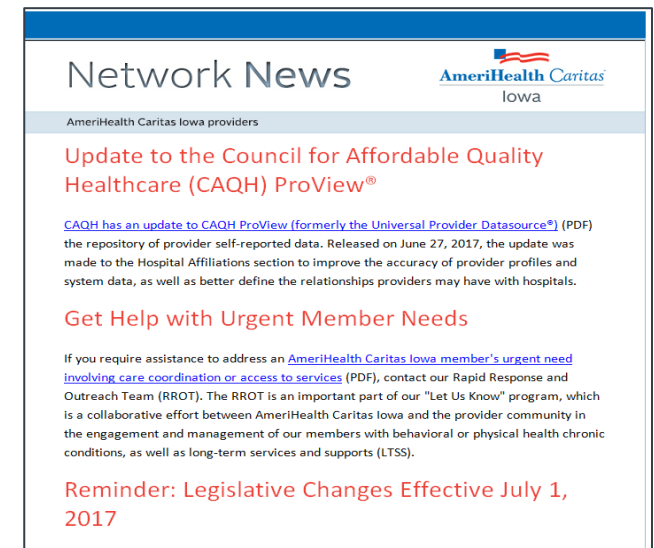 Network News
AmeriHealth Caritas
Iowa
AmeriHealth Caritas Iowa providers
Update to the Council for Affordable Quality
Healthcare (CAQH) ProView®
CAQH has an update to CAQH ProView (formerly the Universal Provider Datasource®) (PDF)
the repository of provider self-reported data. Released on June 27, 2017, the update was
made to the Hospital Affiliations section to improve the accuracy of provider profiles and
system data, as well as better define the relationships providers may have with hospitals.
Get Help with Urgent Member Needs
If you require assistance to address an AmeriHealth Caritas Iowa member's urgent need
involving care coordination or access to services (PDF), contact our Rapid Response and
Outreach Team (RROT). The RROT is an important part of our "Let Us Know" program, which
is a collaborative effort between AmeriHealth Caritas Iowa and the provider community in
the engagement and management of our members with behavioral or physical health chronic
conditions, as well as long-term services and supports (LTSS).
Reminder: Legislative Changes Effective July 1,
2017